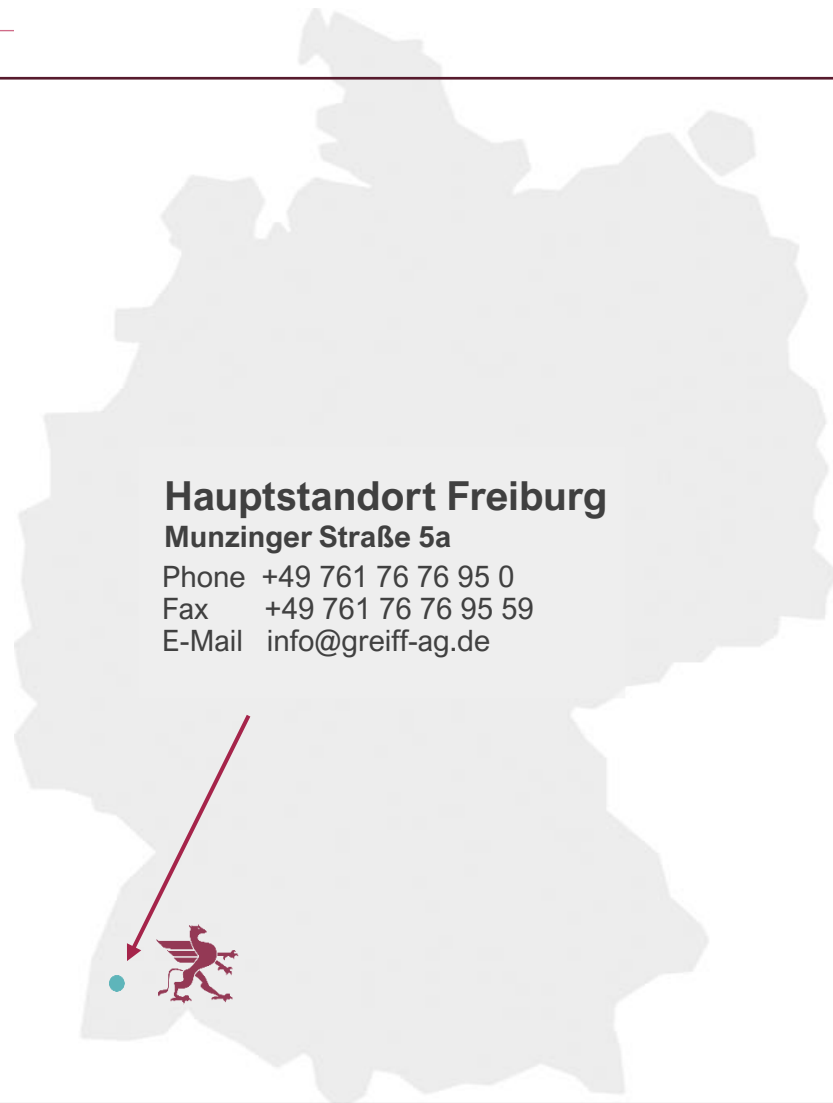 Hauptstandort Freiburg
Munzinger Straße 5a
Phone +49 761 76 76 95 0
Fax +49 761 76 76 95 59
E-Mail info@greiff-ag.de